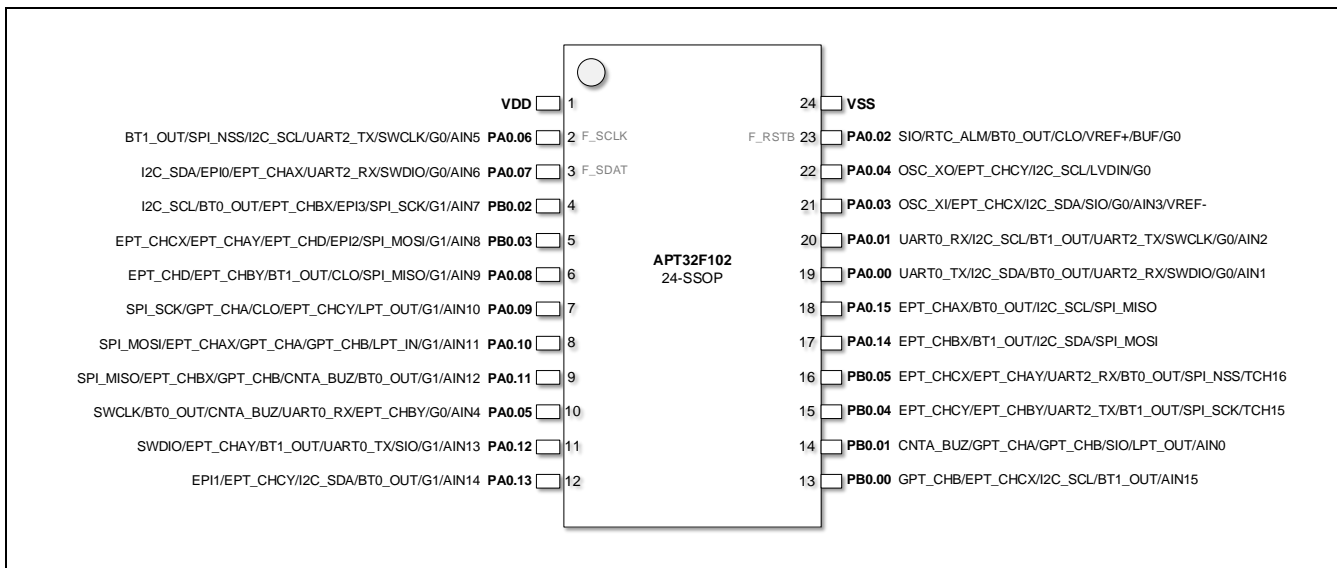 VDD 1 24 VSS
BT1_OUT/SPI_NSS/I2C_SCL/UART2_TX/SWCLK/G0/AIN5 PA0.06 2 F_SCLK F_RSTB 23 PA0.02 SIO/RTC_ALM/BT0_OUT/CLO/VREF+/BUF/G0
I2C_SDA/EPI0/EPT_CHAX/UART2_RX/SWDIO/G0/AIN6 PA0.07 3 F_SDAT 22 PA0.04 OSC_XO/EPT_CHCY/I2C_SCL/LVDIN/G0
I2C_SCL/BT0_OUT/EPT_CHBX/EPI3/SPI_SCK/G1/AIN7 PB0.02 4 21 PA0.03 OSC_XI/EPT_CHCX/I2C_SDA/SIO/G0/AIN3/VREF-
EPT_CHCX/EPT_CHAY/EPT_CHD/EPI2/SPI_MOSI/G1/AIN8 PB0.03 5 20 PA0.01 UART0_RX/I2C_SCL/BT1_OUT/UART2_TX/SWCLK/G0/AIN2
APT32F102
24-SSOP
EPT_CHD/EPT_CHBY/BT1_OUT/CLO/SPI_MISO/G1/AIN9 PA0.08 6 19 PA0.00 UART0_TX/I2C_SDA/BT0_OUT/UART2_RX/SWDIO/G0/AIN1
SPI_SCK/GPT_CHA/CLO/EPT_CHCY/LPT_OUT/G1/AIN10 PA0.09 7 18 PA0.15 EPT_CHAX/BT0_OUT/I2C_SCL/SPI_MISO
SPI_MOSI/EPT_CHAX/GPT_CHA/GPT_CHB/LPT_IN/G1/AIN11 PA0.10 8 17 PA0.14 EPT_CHBX/BT1_OUT/I2C_SDA/SPI_MOSI
SPI_MISO/EPT_CHBX/GPT_CHB/CNTA_BUZ/BT0_OUT/G1/AIN12 PA0.11 9 16 PB0.05 EPT_CHCX/EPT_CHAY/UART2_RX/BT0_OUT/SPI_NSS/TCH16
SWCLK/BT0_OUT/CNTA_BUZ/UART0_RX/EPT_CHBY/G0/AIN4 PA0.05 10 15 PB0.04 EPT_CHCY/EPT_CHBY/UART2_TX/BT1_OUT/SPI_SCK/TCH15
SWDIO/EPT_CHAY/BT1_OUT/UART0_TX/SIO/G1/AIN13 PA0.12 11 14 PB0.01 CNTA_BUZ/GPT_CHA/GPT_CHB/SIO/LPT_OUT/AIN0
EPI1/EPT_CHCY/I2C_SDA/BT0_OUT/G1/AIN14 PA0.13 12 13 PB0.00 GPT_CHB/EPT_CHCX/I2C_SCL/BT1_OUT/AIN15